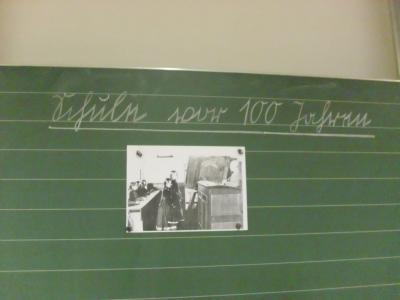 Schule vor 100 Jahren